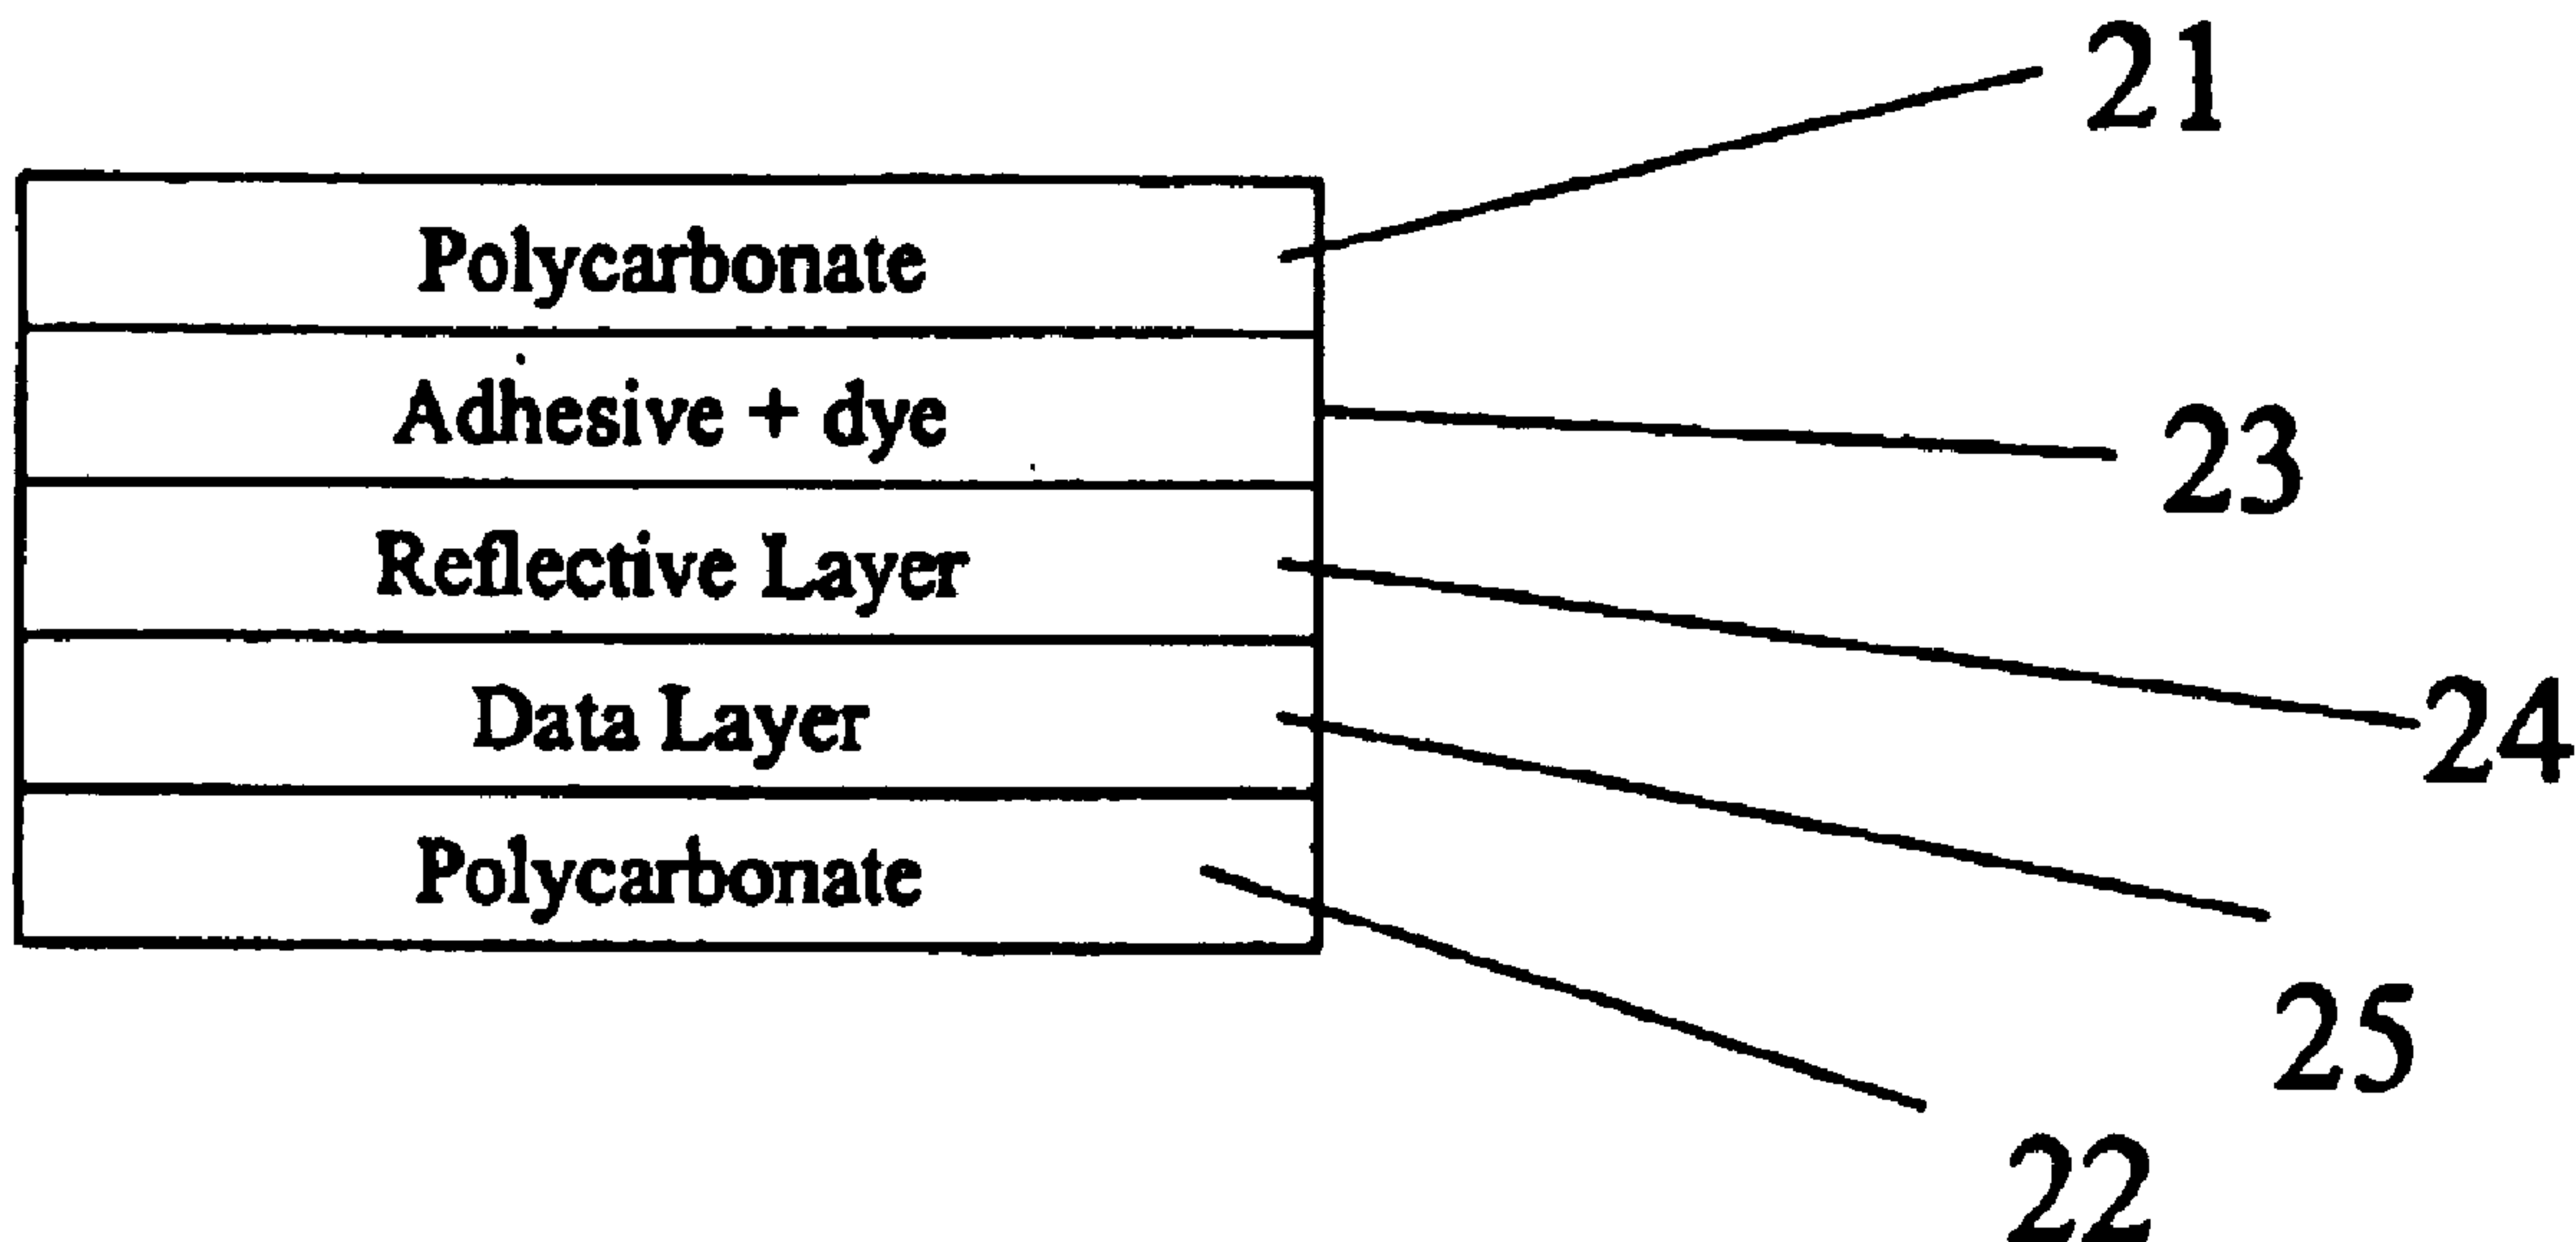 21
Polycarbonate
Adhesive + dye
23
Reflective Layer
24
Data Layer
25
Polycarbonate
22